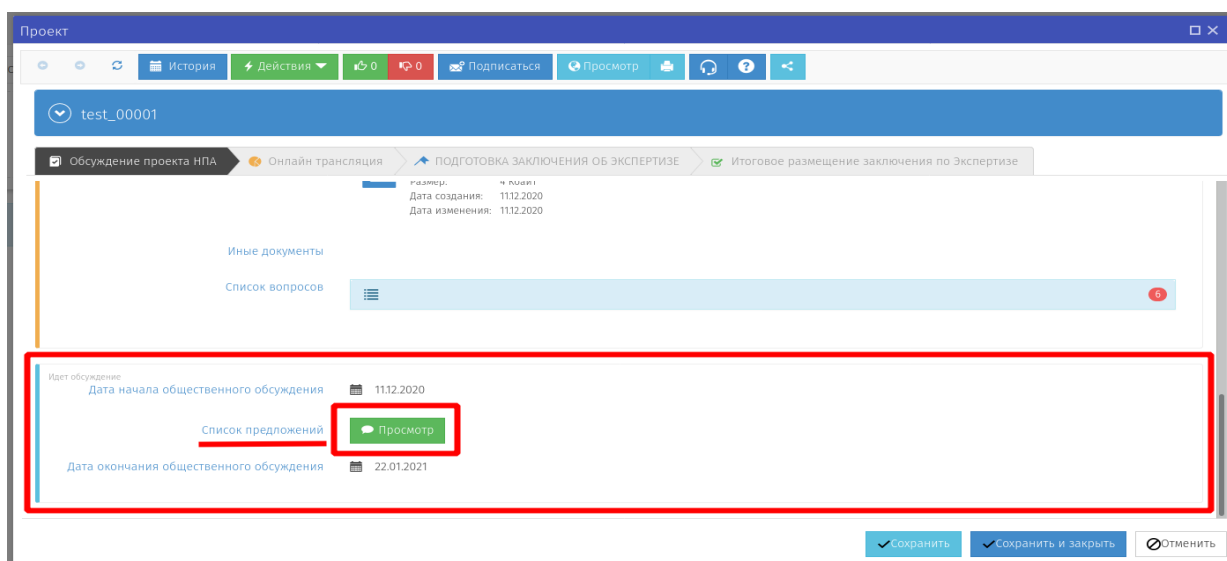 Проект
История Действия 0 0 Подписаться Просмотр
test_00001
Обсуждение проекта НПА Онлайн трансляция ПОДГОТОВКА ЗАКЛЮЧЕНИЯ ОБ ЭКСПЕРТИЗЕ Итоговое размещение заключения по Экспертизе
Размер: 4 Кбайт
Дата создания: 11.12.2020
Дата изменения: 11.12.2020
Иные документы
Список вопросов 6
Идет обсуждение
Дата начала общественного обсуждения 11.12.2020
Список предложений Просмотр
Дата окончания общественного обсуждения 22.01.2021
Сохранить Сохранить и закрыть Отменить